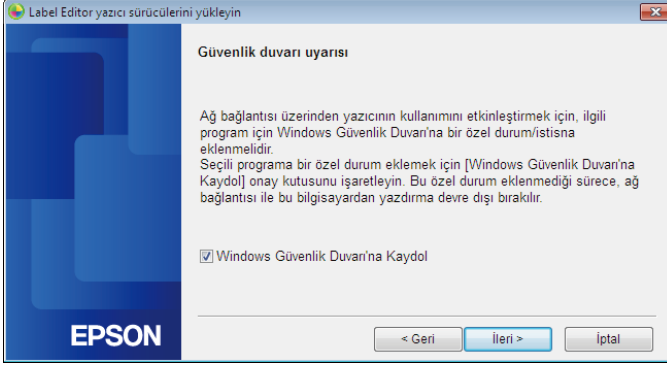 Label Editor yazıcı sürücülerini yükleyin
Güvenlik duvarı uyarısı
Ağ bağlantısı üzerinden yazıcının kullanımını etkinleştirmek için, ilgili
program için Windows Güvenlik Duvarı'na bir özel durum/istisna
eklenmelidir.
Seçili programa bir özel durum eklemek için [Windows Güvenlik Duvarı'na
Kaydol] onay kutusunu işaretleyin. Bu özel durum eklenmediği sürece, ağ
bağlantısı ile bu bilgisayardan yazdırma devre dışı bırakılır.
Windows Güvenlik Duvarı'na Kaydol
EPSON
< Geri
İleri >
İptal